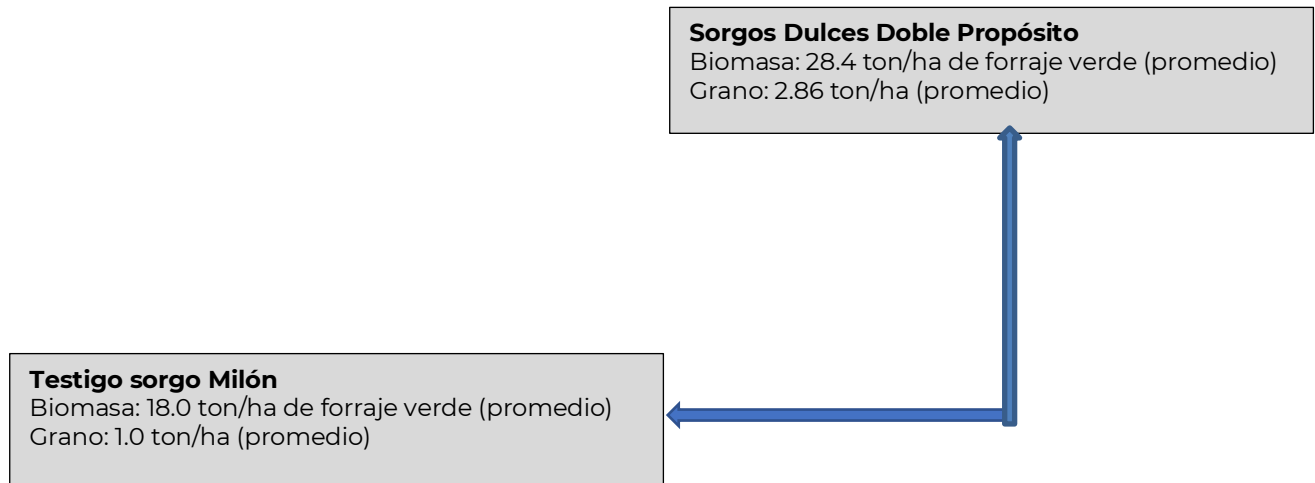 Sorgos Dulces Doble Propósito
Biomasa: 28.4 ton/ha de forraje verde (promedio)
Grano: 2.86 ton/ha (promedio)
Testigo sorgo Milón
Biomasa: 18.0 ton/ha de forraje verde (promedio)
Grano: 1.0 ton/ha (promedio)